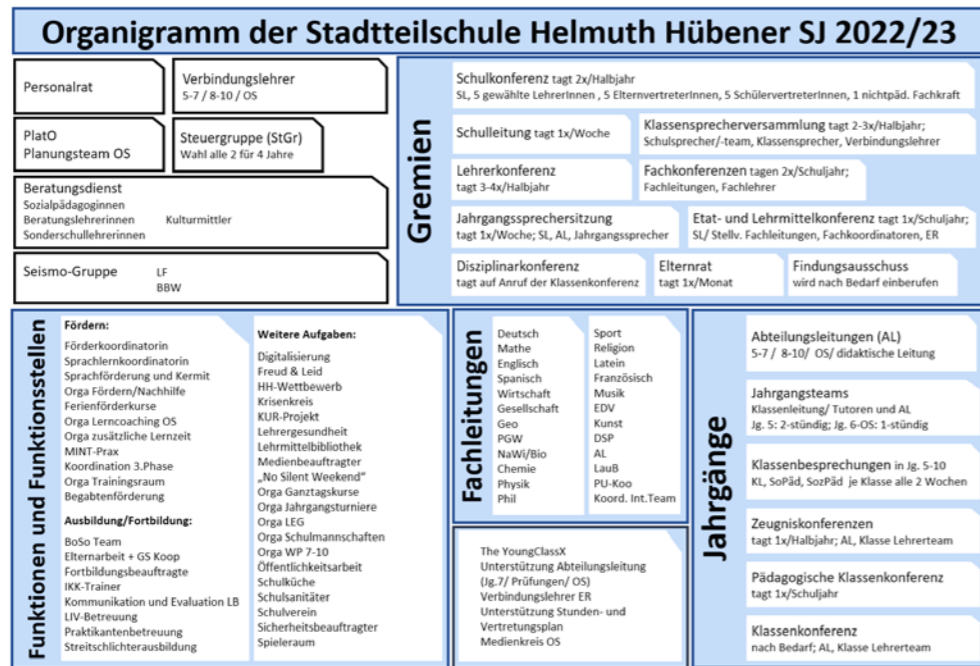 Organigramm der Stadtteilschule Helmuth Hübener SJ 2022/23
Personalrat
Verbindungslehrer
5-7 / 8-10 / OS
PlatO
Planungsteam OS
Steuergruppe (StGr)
Wahl alle 2 für 4 Jahre
Beratungsdienst
Sozialpädagoginnen
Beratungslehrerinnen Kulturmittler
Sonderschullehrerinnen
Seismo-Gruppe LF
BBW
Gremien
Schulkonferenz tagt 2x/Halbjahr
SL, 5 gewählte LehrerInnen , 5 ElternvertreterInnen, 5 SchülervertreterInnen, 1 nichtpäd. Fachkraft
Schulleitung tagt 1x/Woche
Klassensprecherversammlung tagt 2-3x/Halbjahr;
Schulsprecher/-team, Klassensprecher, Verbindungslehrer
Lehrerkonferenz
tagt 3-4x/Halbjahr
Fachkonferenzen tagen 2x/Schuljahr;
Fachleitungen, Fachlehrer
Jahrgangssprechersitzung
tagt 1x/Woche; SL, AL, Jahrgangssprecher
Etat- und Lehrmittelkonferenz tagt 1x/Schuljahr;
SL/ Stellv. Fachleitungen, Fachkoordinatoren, ER
Disziplinarkonferenz
tagt auf Anruf der Klassenkonferenz
Elternrat
tagt 1x/Monat
Findungsausschuss
wird nach Bedarf einberufen
Funktionen und Funktionsstellen
Fördern:
Förderkoordinatorin
Sprachlernkoordinatorin
Sprachförderung und Kermit
Orga Fördern/Nachhilfe
Ferienförderkurse
Orga Lerncoaching OS
Orga zusätzliche Lernzeit
MINT-Prax
Koordination 3.Phase
Orga Trainingsraum
Begabtenförderung
Ausbildung/Fortbildung:
BoSo Team
Elternarbeit + GS Koop
Fortbildungsbeauftragte
IKK-Trainer
Kommunikation und Evaluation LB
LIV-Betreuung
Praktikantenbetreuung
Streitschlichterausbildung
Weitere Aufgaben:
Digitalisierung
Freud & Leid
HH-Wettbewerb
Krisenkreis
KUR-Projekt
Lehrergesundheit
Lehrmittelbibliothek
Medienbeauftragter
„No Silent Weekend“
Orga Ganztagskurse
Orga Jahrgangsturniere
Orga LEG
Orga Schulmannschaften
Orga WP 7-10
Öffentlichkeitsarbeit
Schulküche
Schulsanitäter
Schulverein
Sicherheitsbeauftragter
Spieleraum
Fachleitungen
Deutsch
Mathe
Englisch
Spanisch
Wirtschaft
Gesellschaft
Geo
PGW
NaWi/Bio
Chemie
Physik
Phil
Sport
Religion
Latein
Französisch
Musik
EDV
Kunst
DSP
AL
LauB
PU-Koo
Koord. Int.Team
The YoungClassX
Unterstützung Abteilungsleitung
(Jg.7/ Prüfungen/ OS)
Verbindungslehrer ER
Unterstützung Stunden- und
Vertretungsplan
Medienkreis OS
Jahrgänge
Abteilungsleitungen (AL)
5-7 / 8-10/ OS/ didaktische Leitung
Jahrgangsteams
Klassenleitung/ Tutoren und AL
Jg. 5: 2-stündig; Jg. 6-OS: 1-stündig
Klassenbesprechungen in Jg. 5-10
KL, SoPäd, SozPäd je Klasse alle 2 Wochen
Zeugniskonferenzen
tagt 1x/Halbjahr; AL, Klasse Lehrerteam
Pädagogische Klassenkonferenz
tagt 1x/Schuljahr
Klassenkonferenz
nach Bedarf; AL, Klasse Lehrerteam